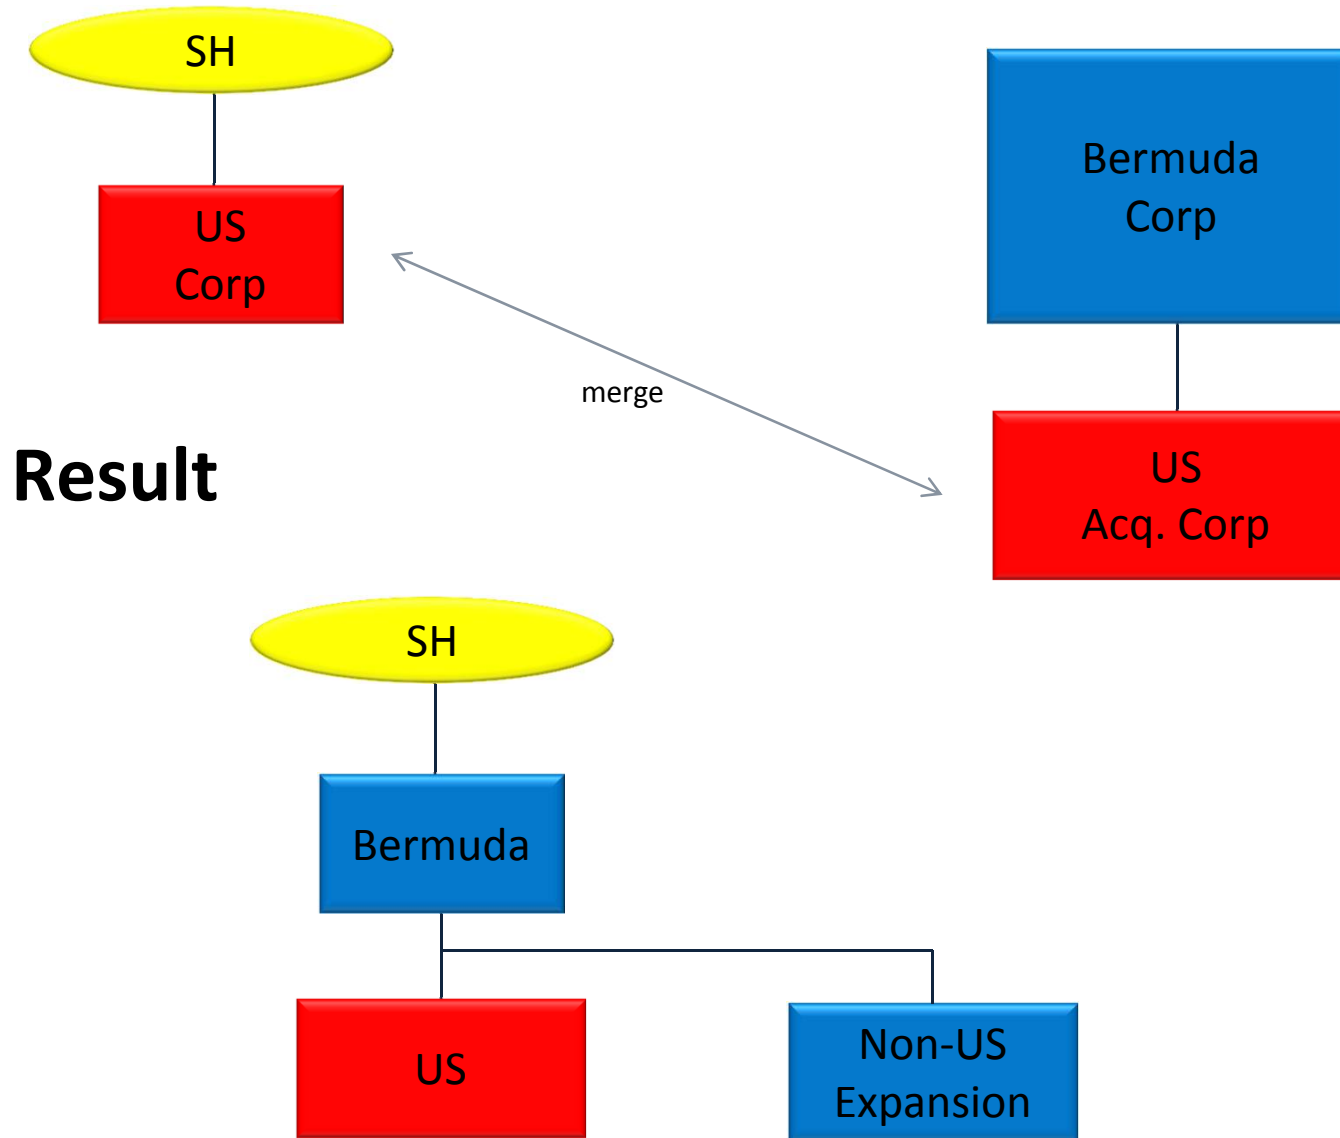 SH
US
Corp
Bermuda
Corp
merge
US
Acq. Corp
Result
SH
Bermuda
US
Non-US
Expansion